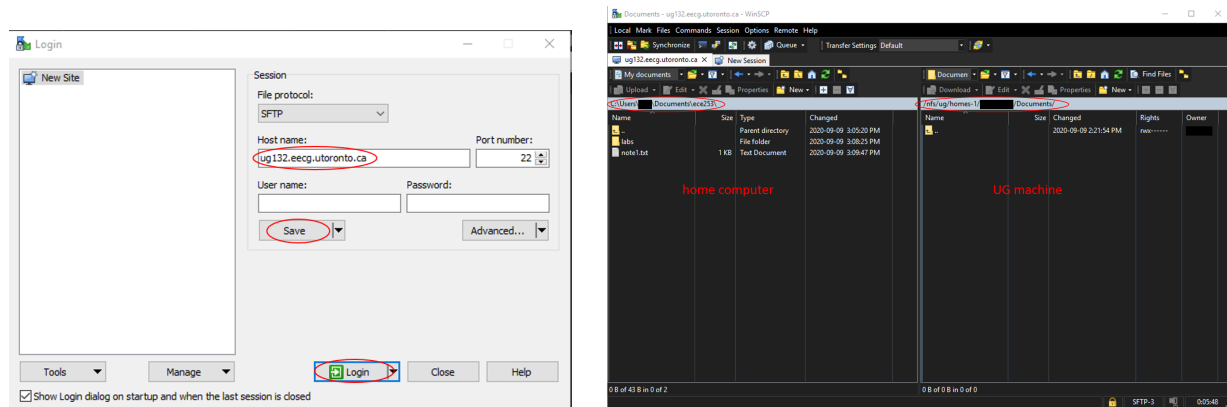 Login
New Site
Session
File protocol:
SFTP
Host name:
Port number:
ug132.eecg.utoronto.ca
22
User name:
Password:
Save
Advanced...
Tools
Manage
Login
Close
Help
Show Login dialog on startup and when the last session is closed
Documents - ug132.eecg.utoronto.ca - WinSCP
Local Mark Files Commands Session Options Remote Help
Synchronize
Queue
Transfer Settings Default
ug132.eecg.utoronto.ca
New Session
My documents
Documen
Find Files
Upload
Edit
Properties
New
Download
Edit
Properties
New
C:\Users\
\Documents\ece253\
/nfs/ug/homes-1/
/Documents/
Name Size Type Changed
Name Size Changed Rights Owner
.. Parent directory 2020-09-09 3:05:20 PM
.. 2020-09-09 2:21:54 PM rwx------
labs File folder 2020-09-09 3:08:25 PM
note1.txt 1 KB Text Document 2020-09-09 3:09:47 PM
home computer
UG machine
0 B of 43 B in 0 of 2
0 B of 0 B in 0 of 0
SFTP-3
0:05:48